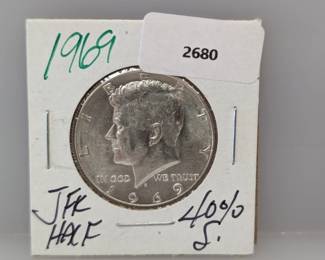 1969
2680
LIBERTY
IN GOD WE TRUST
1969
JFK 40%
HALF S.